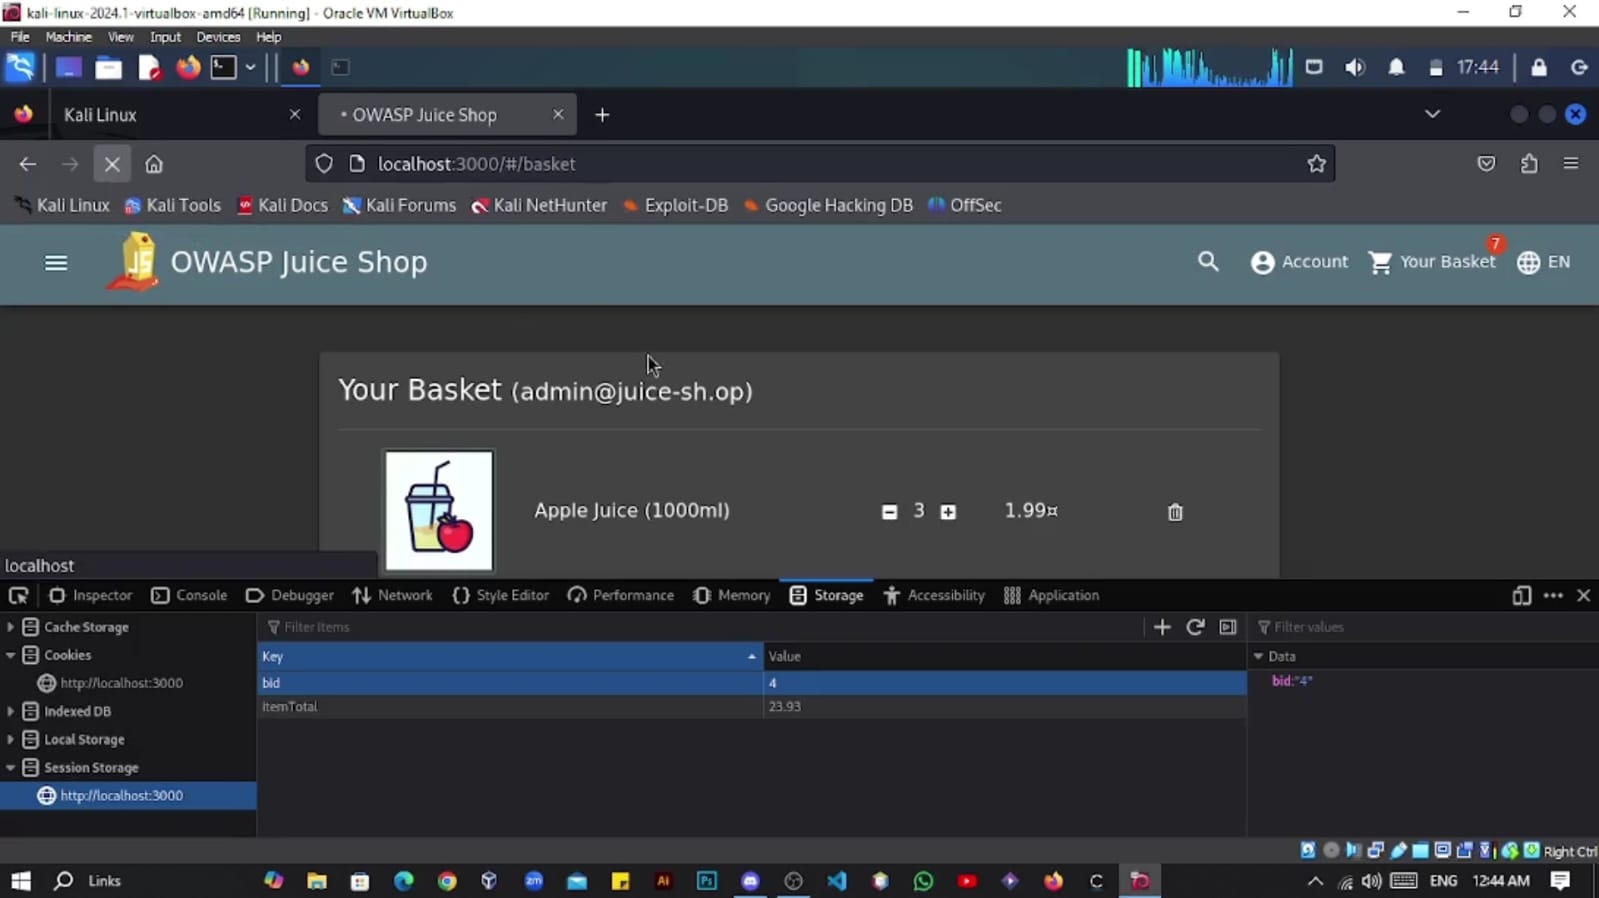 kali-linux-2024.1-virtualbox-amd64 [Running] - Oracle VM VirtualBox
File Machine View Input Devices Help
17:44
Kali Linux
OWASP Juice Shop
localhost:3000/#/basket
Kali Linux Kali Tools Kali Docs Kali Forums Kali NetHunter Exploit-DB Google Hacking DB OffSec
JS OWASP Juice Shop Account Your Basket 7 EN
Your Basket (admin@juice-sh.op)
Apple Juice (1000ml) 3 1.99¤
localhost
Inspector Console Debugger Network Style Editor Performance Memory Storage Accessibility Application
Cache Storage Filter Items Filter values
Cookies Key Value Data
http://localhost:3000 bid 4 bid:"4"
Indexed DB itemTotal 23.93
Local Storage
Session Storage
http://localhost:3000
Right Ctrl
Links zm Ai Ps C ENG 12:44 AM